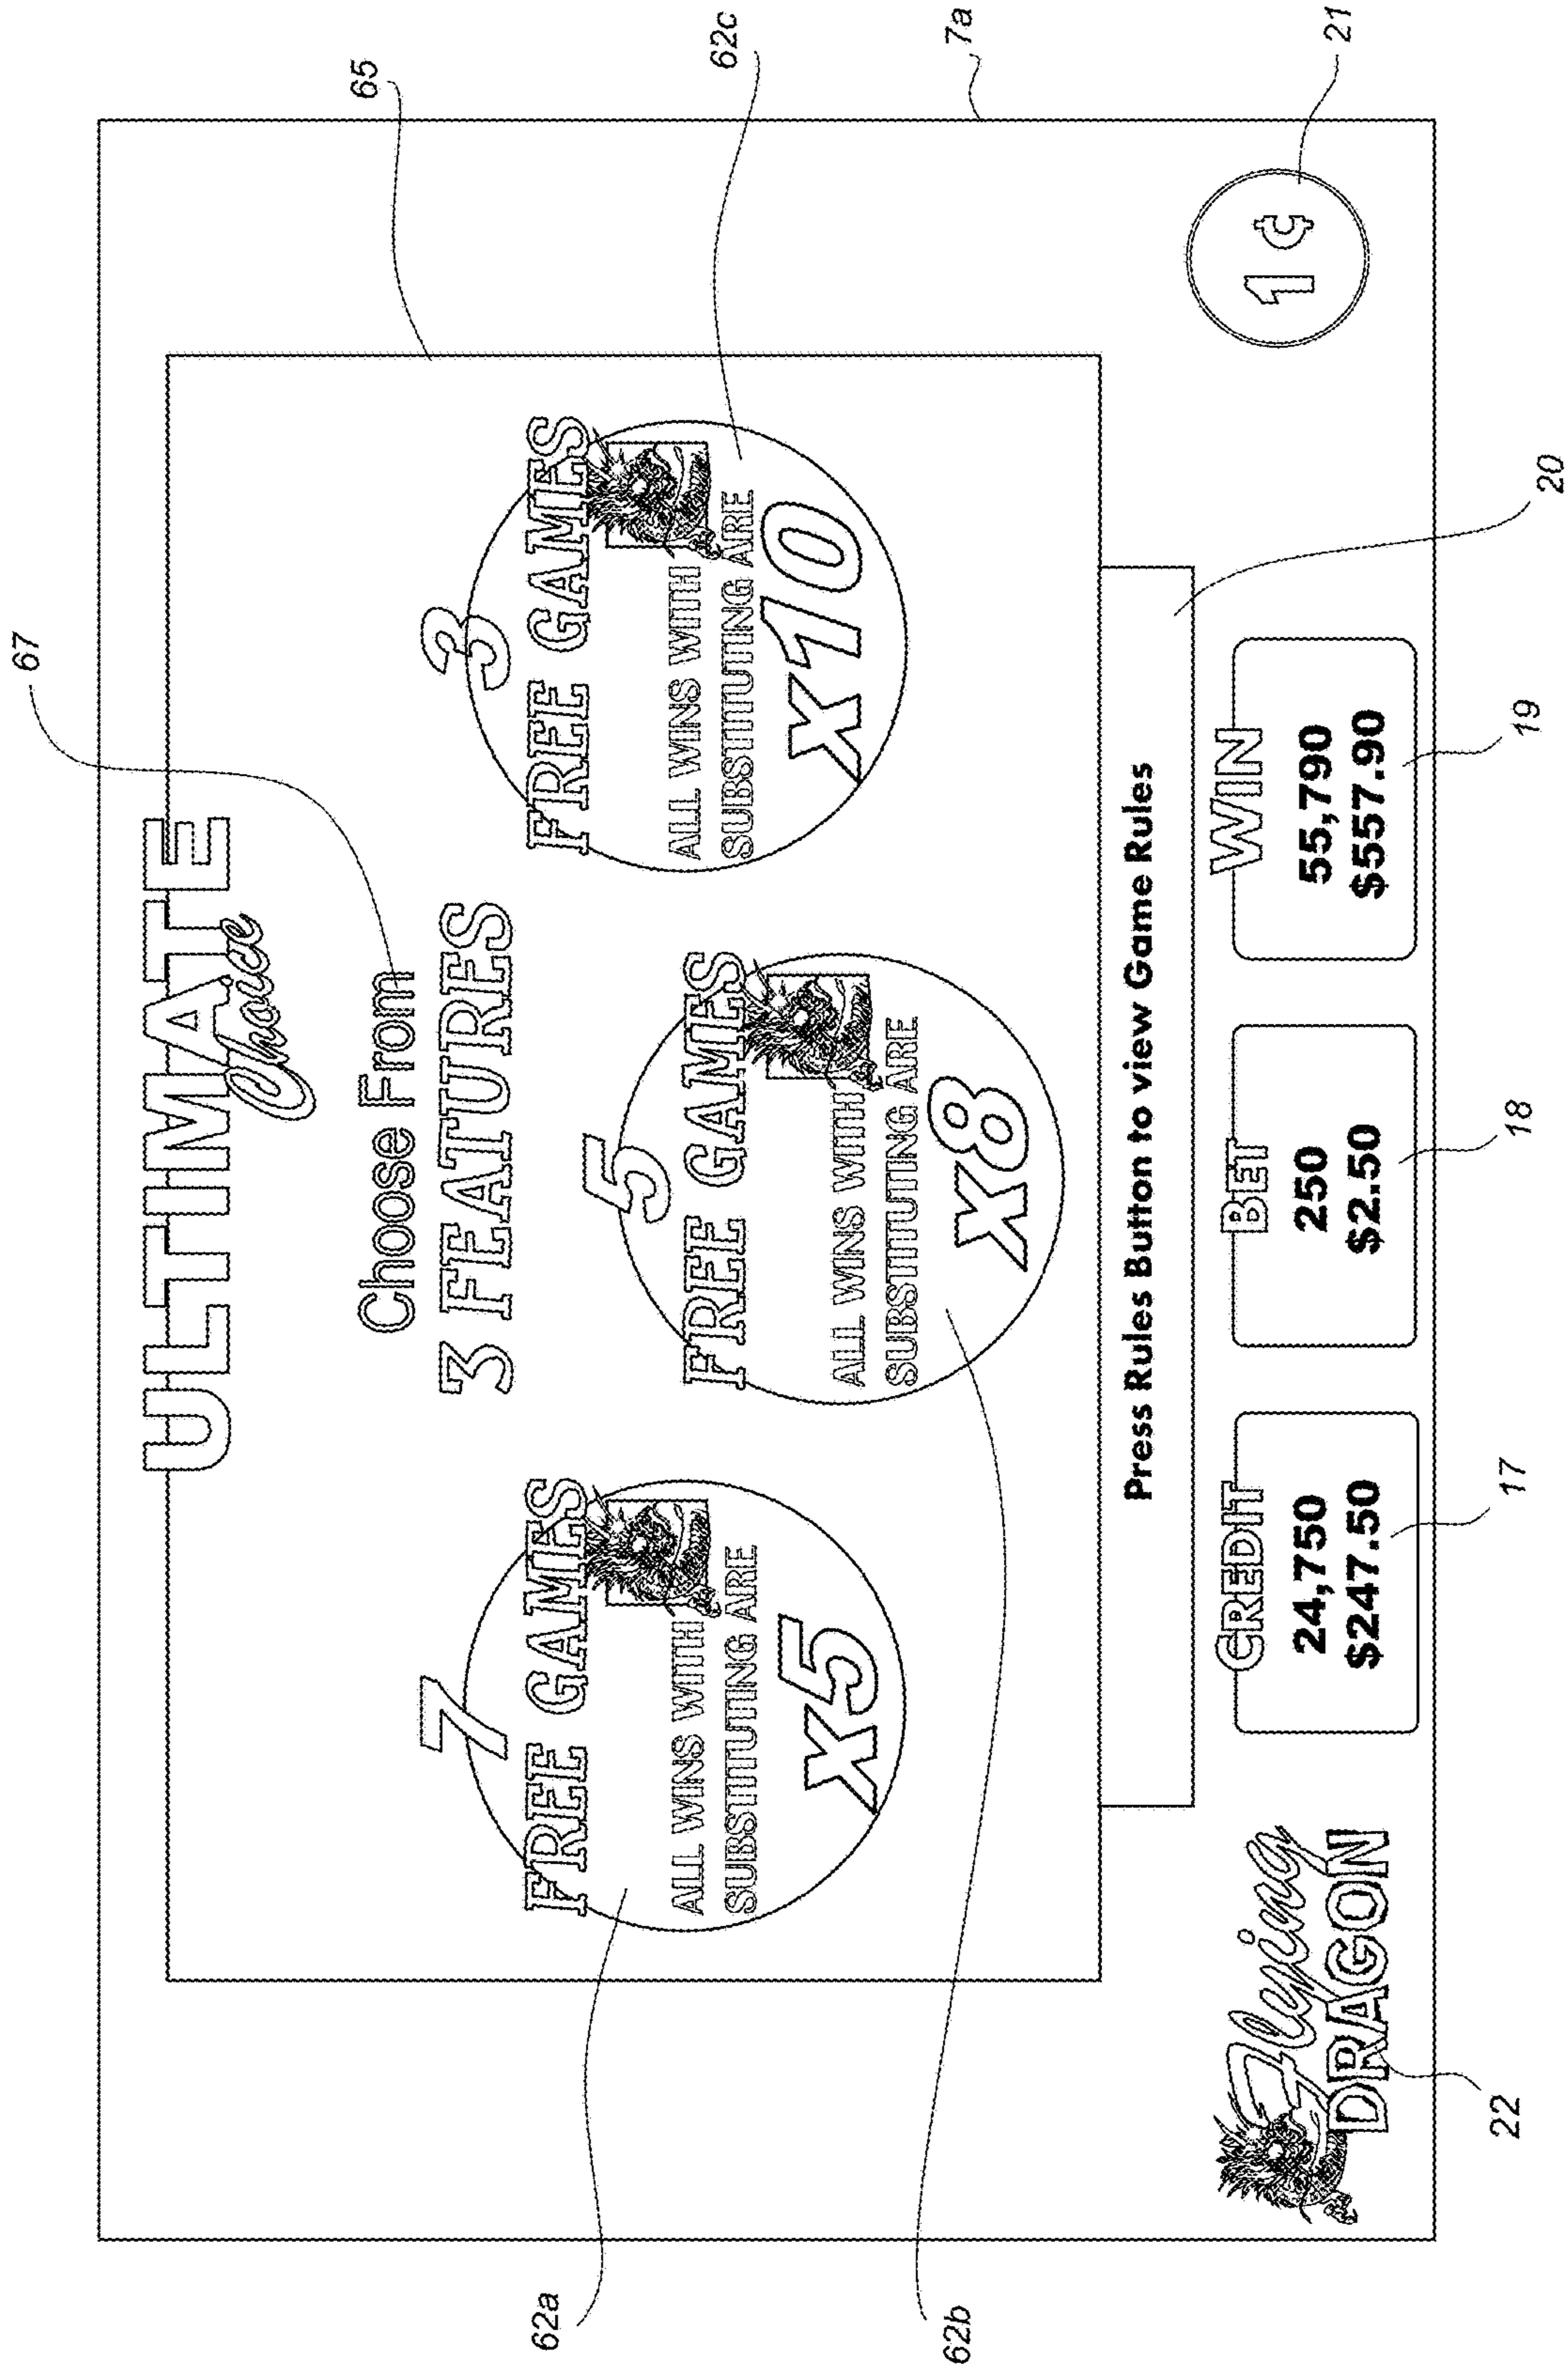 65
62c
7a
21
67
ULTIMATE
Choice
Choose From
3 FEATURES
7
FREE GAMES
ALL WINS WITH
SUBSTITUTING ARE
x5
5
FREE GAMES
ALL WINS WITH
SUBSTITUTING ARE
x8
3
FREE GAMES
ALL WINS WITH
SUBSTITUTING ARE
x10
Press Rules Button to view Game Rules
20
Flying
DRAGON
CREDIT
24,750
$247.50
BET
250
$2.50
WIN
55,790
$557.90
1¢
62a
62b
22
17
18
19